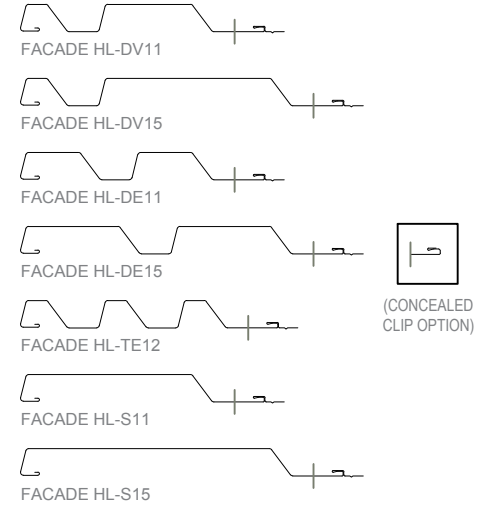 FACADE HL-DV11
FACADE HL-DV15
FACADE HL-DE11
FACADE HL-DE15
(CONCEALED
CLIP OPTION)
FACADE HL-TE12
FACADE HL-S11
FACADE HL-S15